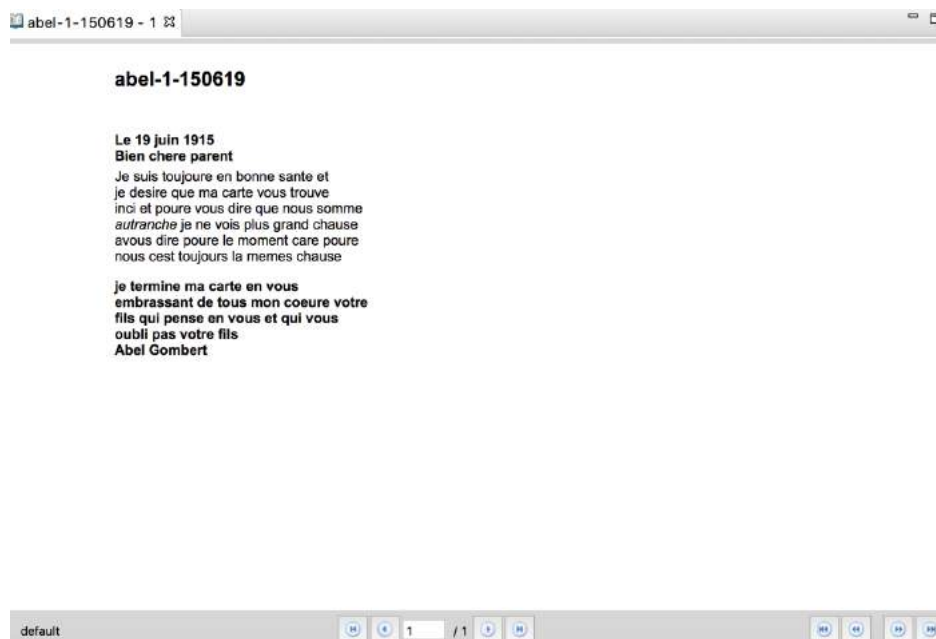 abel-1-150619 - 1
abel-1-150619
Le 19 juin 1915
Bien chere parent
Je suis toujoure en bonne sante et
je desire que ma carte vous trouve
inci et poure vous dire que nous somme
autranche je ne vois plus grand chause
avous dire poure le moment care poure
nous cest toujours la memes chause
je termine ma carte en vous
embrassant de tous mon coeure votre
fils qui pense en vous et qui vous
oubli pas votre fils
Abel Gombert
default
1 / 1